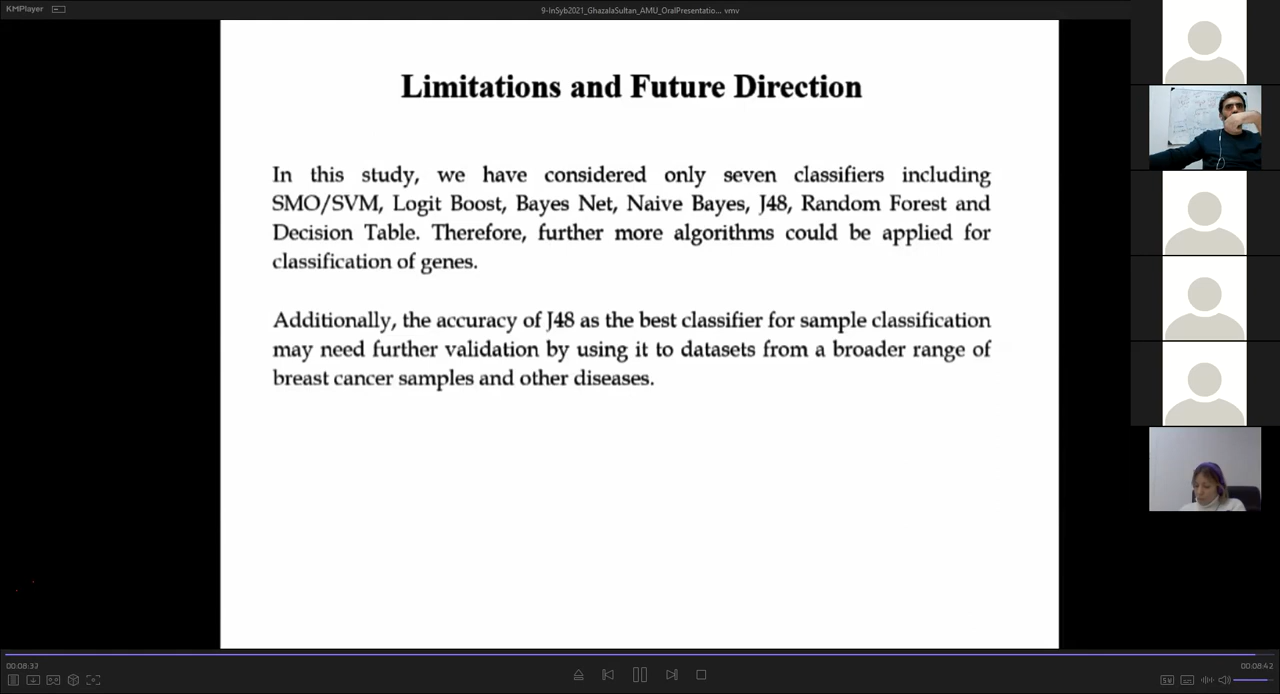 KMPlayer
9-InSyb2021_GhazalaSultan_AMU_OralPresentatio... vmv
Limitations and Future Direction
In this study, we have considered only seven classifiers including
SMO/SVM, Logit Boost, Bayes Net, Naive Bayes, J48, Random Forest and
Decision Table. Therefore, further more algorithms could be applied for
classification of genes.
Additionally, the accuracy of J48 as the best classifier for sample classification
may need further validation by using it to datasets from a broader range of
breast cancer samples and other diseases.
00:08:33
00:08:42